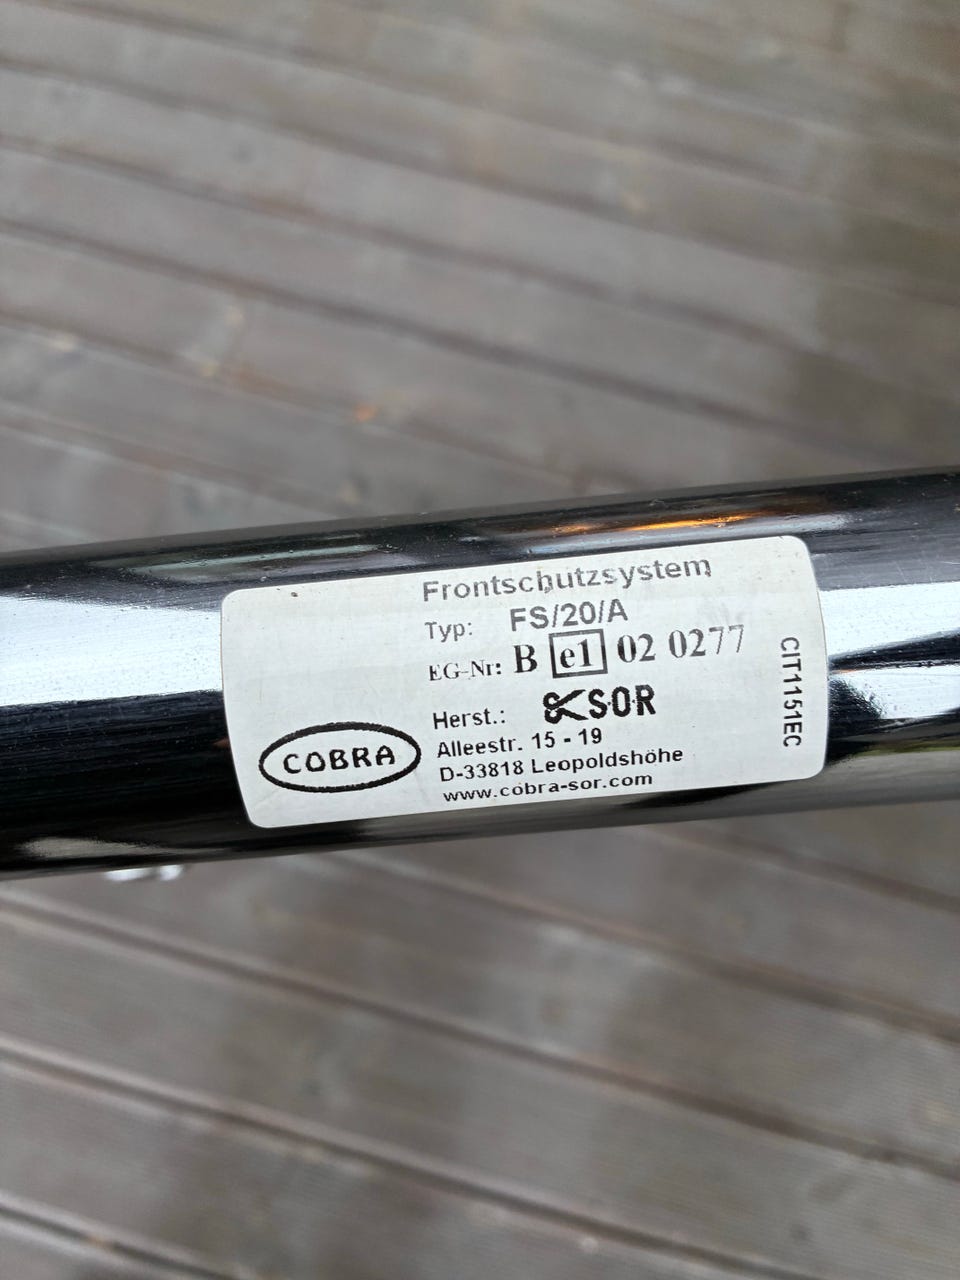 Frontschutzsystem
Typ: FS/20/A
EG-Nr: B e1 02 0277
Herst.: SOR
Alleestr. 15 - 19
D-33818 Leopoldshöhe
www.cobra-sor.com
COBRA
CIT1151EC